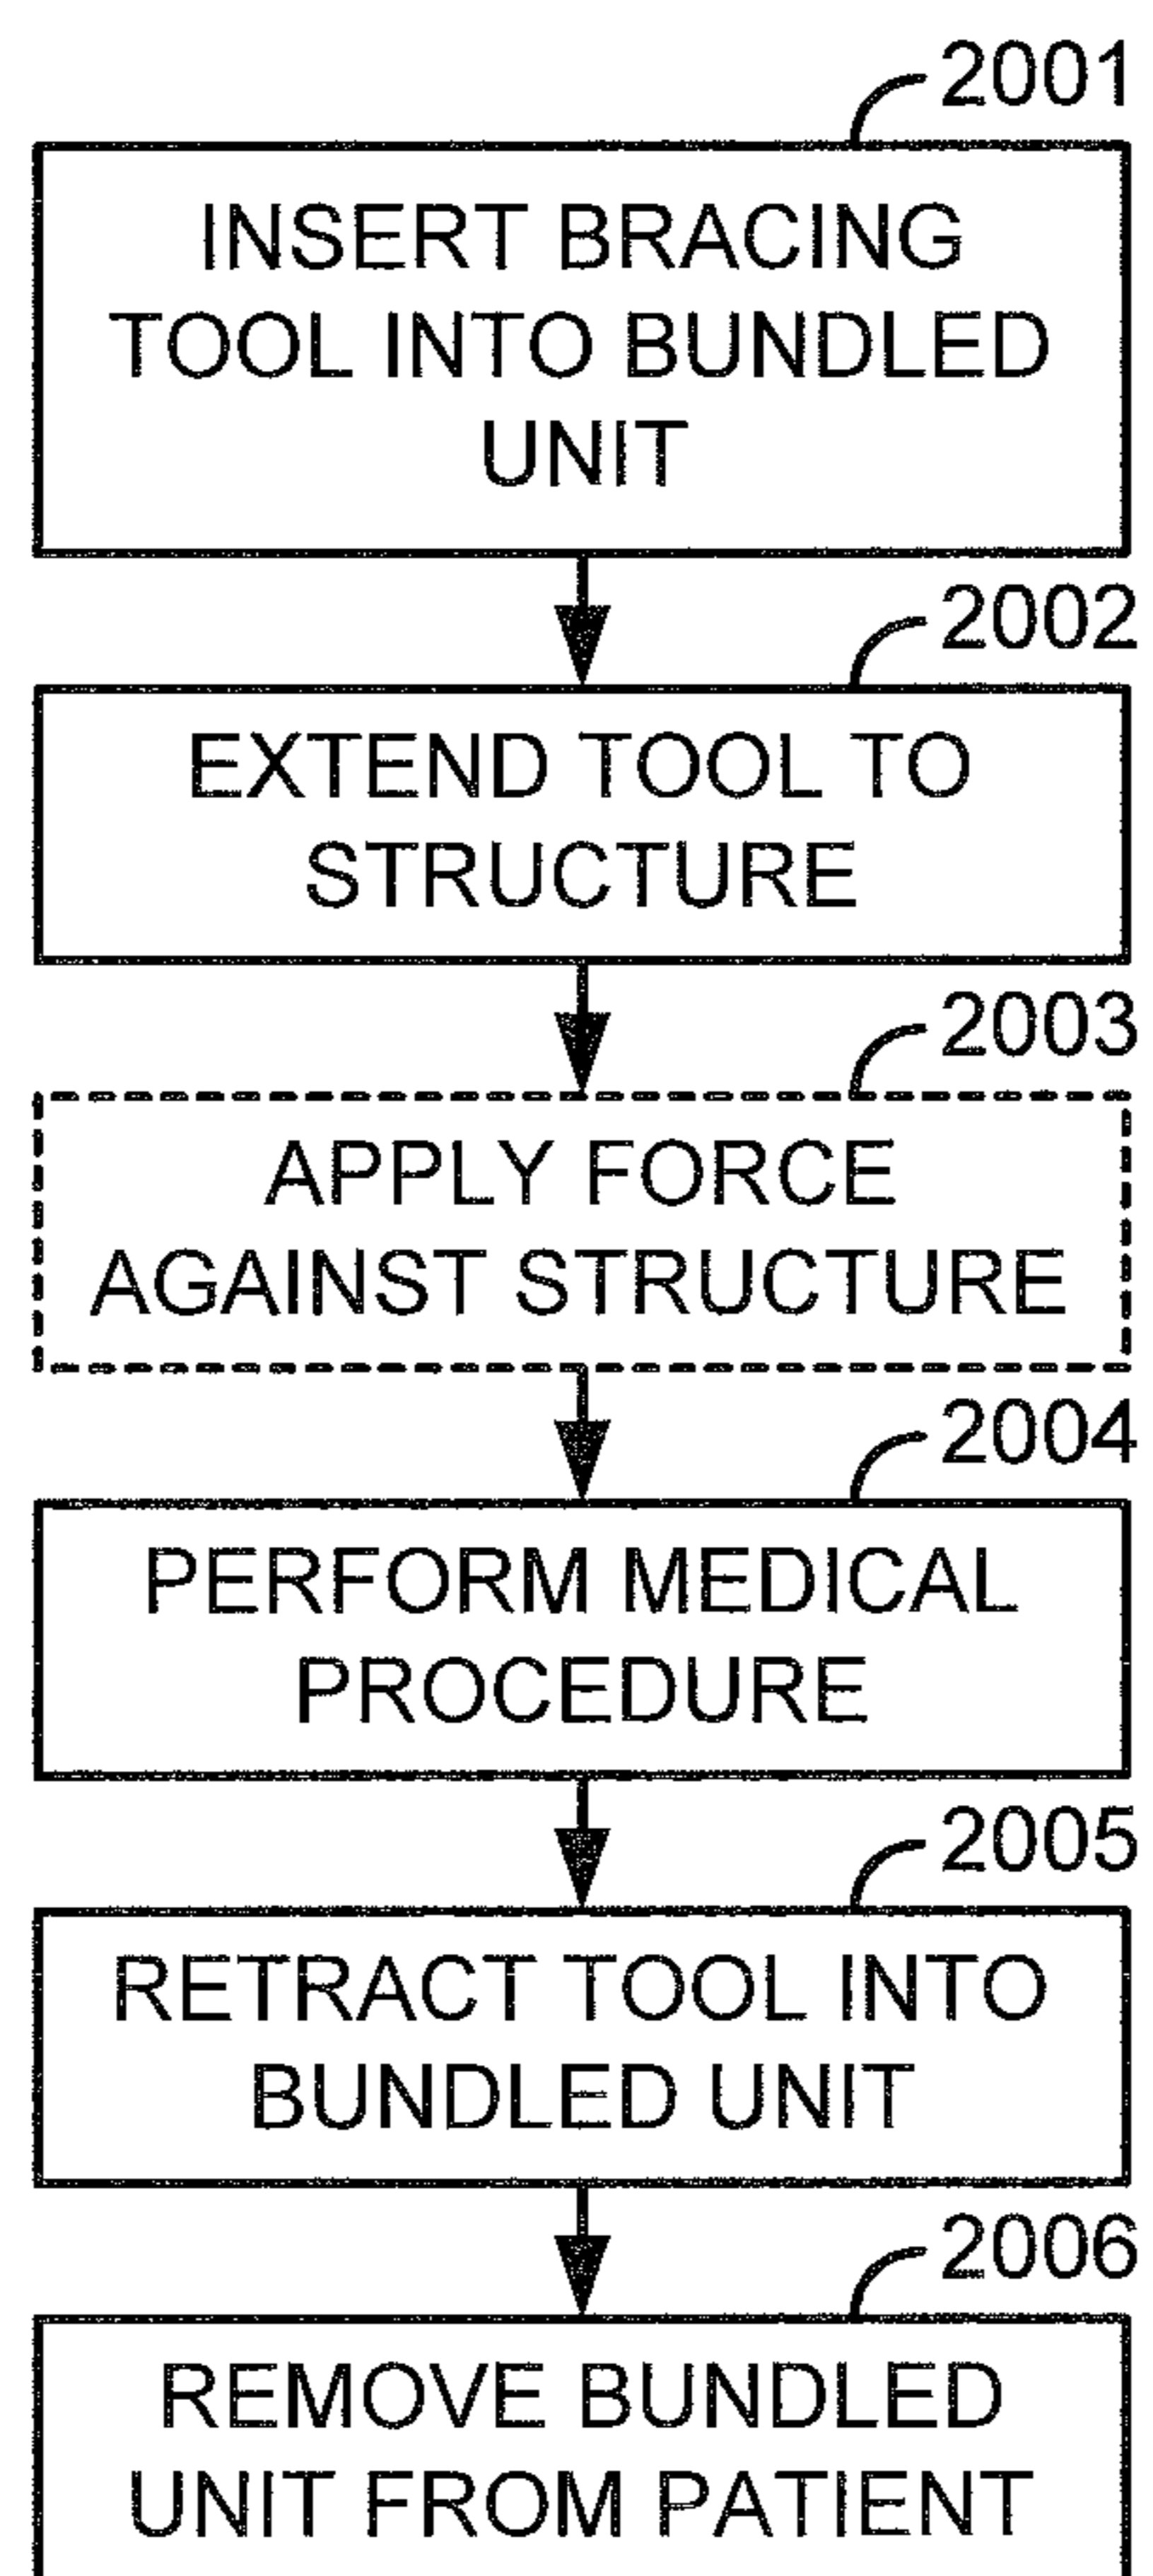 2001
INSERT BRACING
TOOL INTO BUNDLED
UNIT
2002
EXTEND TOOL TO
STRUCTURE
2003
APPLY FORCE
AGAINST STRUCTURE
2004
PERFORM MEDICAL
PROCEDURE
2005
RETRACT TOOL INTO
BUNDLED UNIT
2006
REMOVE BUNDLED
UNIT FROM PATIENT